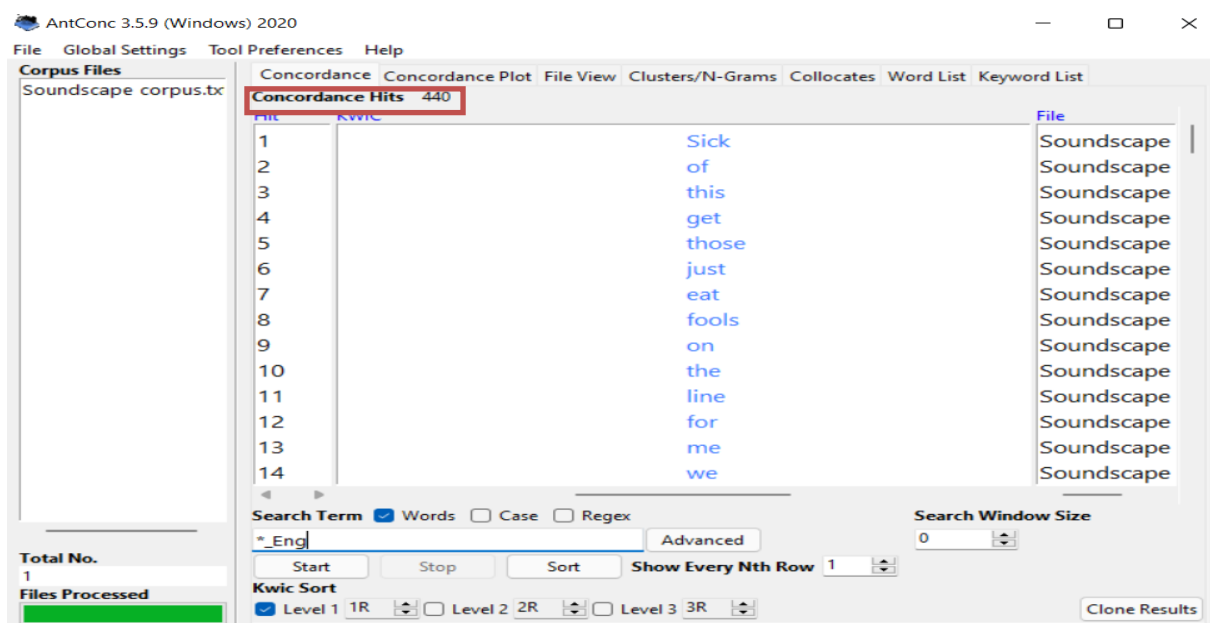 AntConc 3.5.9 (Windows) 2020
File Global Settings Tool Preferences Help
Corpus Files
Soundscape corpus.tx
Concordance Concordance Plot File View Clusters/N-Grams Collocates Word List Keyword List
Concordance Hits 440
Hit KWIC File
1 Sick Soundscape
2 of Soundscape
3 this Soundscape
4 get Soundscape
5 those Soundscape
6 just Soundscape
7 eat Soundscape
8 fools Soundscape
9 on Soundscape
10 the Soundscape
11 line Soundscape
12 for Soundscape
13 me Soundscape
14 we Soundscape
Search Term Words Case Regex Search Window Size
*_Eng Advanced 0
Total No.
1
Files Processed
Start Stop Sort Show Every Nth Row 1
Kwic Sort
Level 1 1R Level 2 2R Level 3 3R Clone Results